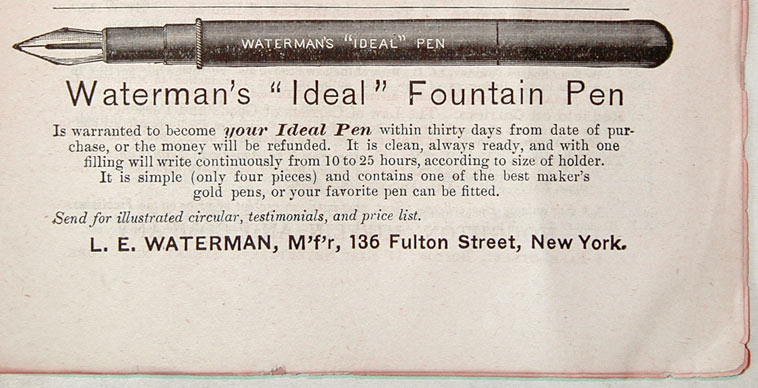 WATERMAN'S "IDEAL" PEN
Waterman's "Ideal" Fountain Pen
Is warranted to become your Ideal Pen within thirty days from date of pur-
chase, or the money will be refunded. It is clean, always ready, and with one
filling will write continuously from 10 to 25 hours, according to size of holder.
It is simple (only four pieces) and contains one of the best maker's
gold pens, or your favorite pen can be fitted.
Send for illustrated circular, testimonials, and price list.
L. E. WATERMAN, M'f'r, 136 Fulton Street, New York.